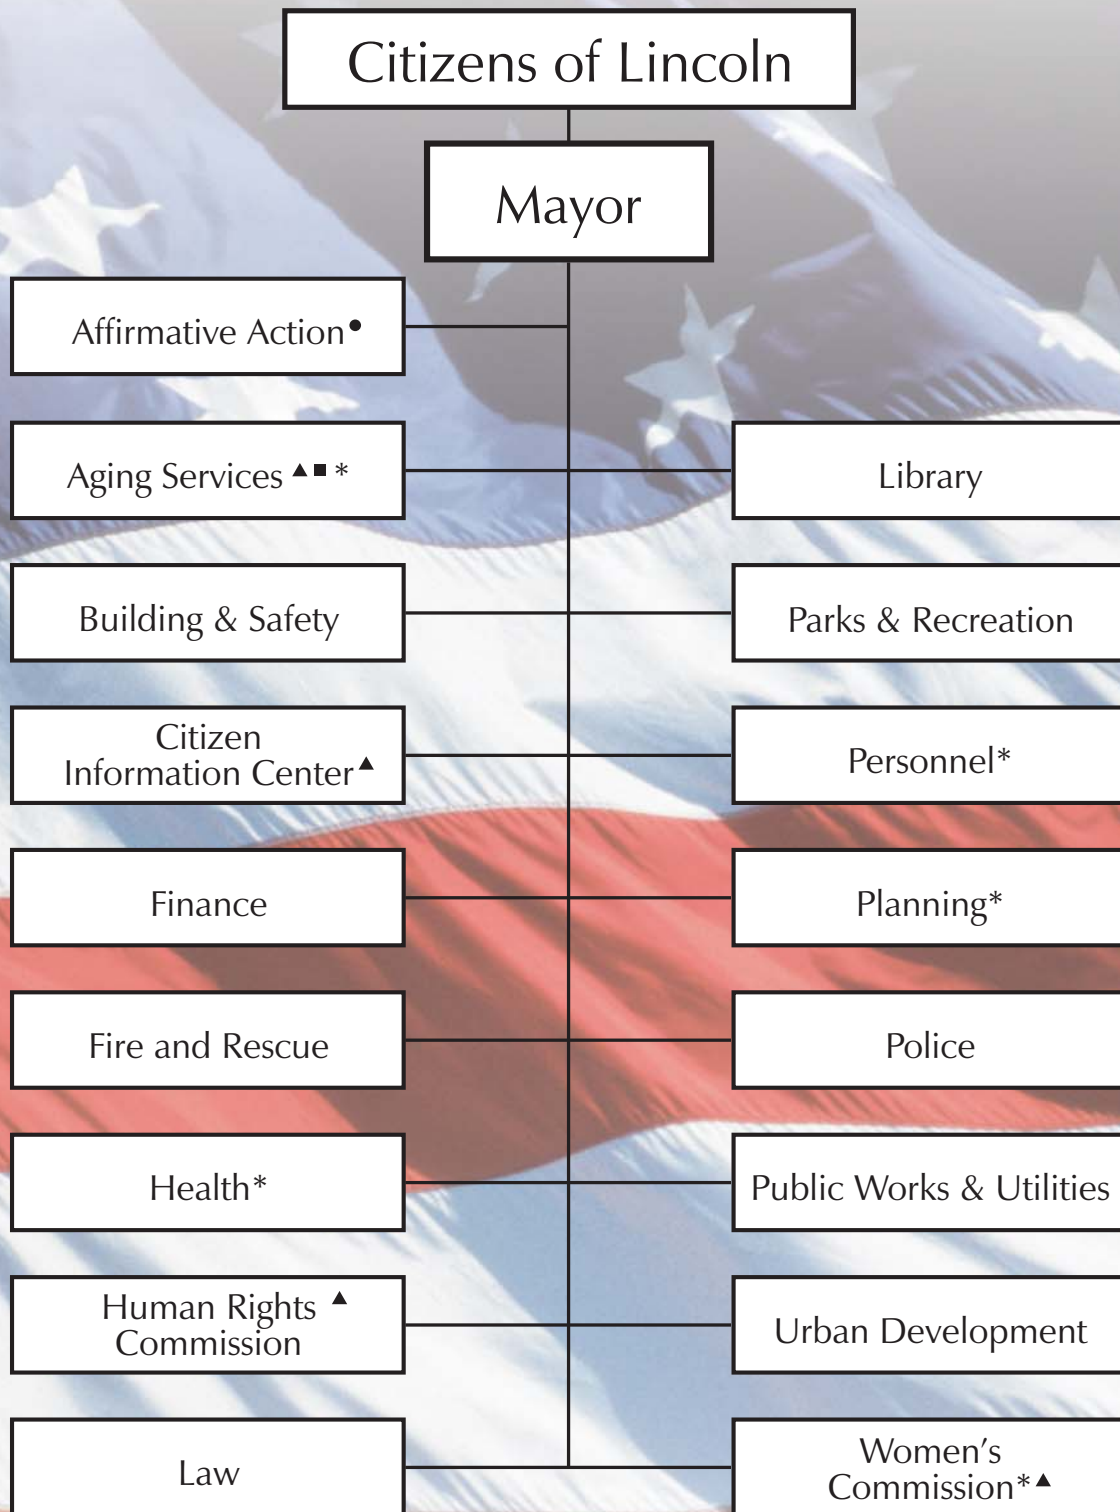 Citizens of Lincoln
Mayor
Affirmative Action●
Aging Services ▲■ *
Library
Building & Safety
Parks & Recreation
Citizen
Information Center▲
Personnel*
Finance
Planning*
Fire and Rescue
Police
Health*
Public Works & Utilities
Human Rights ▲
Commission
Urban Development
Law
Women's
Commission*▲